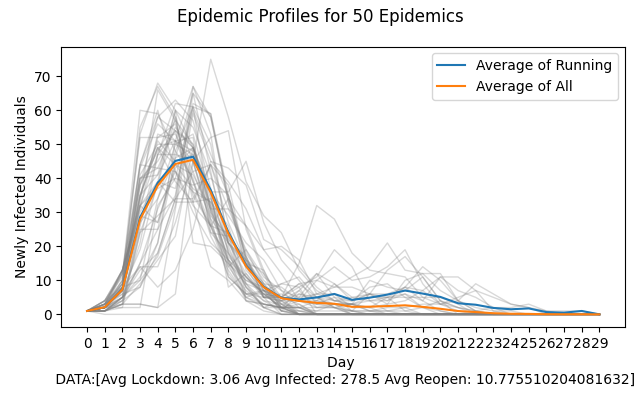 Epidemic Profiles for 50 Epidemics
Average of Running
Average of All
Newly Infected Individuals
70
60
50
40
30
20
10
0
0 1 2 3 4 5 6 7 8 9 10 11 12 13 14 15 16 17 18 19 20 21 22 23 24 25 26 27 28 29
Day
DATA:[Avg Lockdown: 3.06 Avg Infected: 278.5 Avg Reopen: 10.775510204081632]